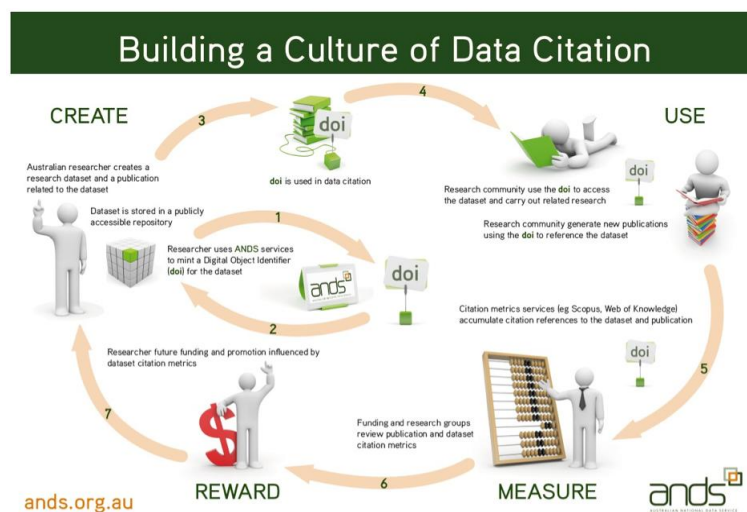 Building a Culture of Data Citation
CREATE
3
4
USE
doi
doi is used in data citation
Australian researcher creates a
research dataset and a publication
related to the dataset
Dataset is stored in a publicly
accessible repository
1
Researcher uses ANDS services
to mint a Digital Object Identifier
(doi) for the dataset
ands
doi
2
Research community use the doi to access
the dataset and carry out related research
doi
Research community generate new publications
using the doi to reference the dataset
Citation metrics services (eg Scopus, Web of Knowledge)
accumulate citation references to the dataset and publication
doi
5
Researcher future funding and promotion influenced by
dataset citation metrics
7
Funding and research groups
review publication and dataset
citation metrics
6
REWARD
MEASURE
ands.org.au
ands
AUSTRALIAN NATIONAL DATA SERVICE